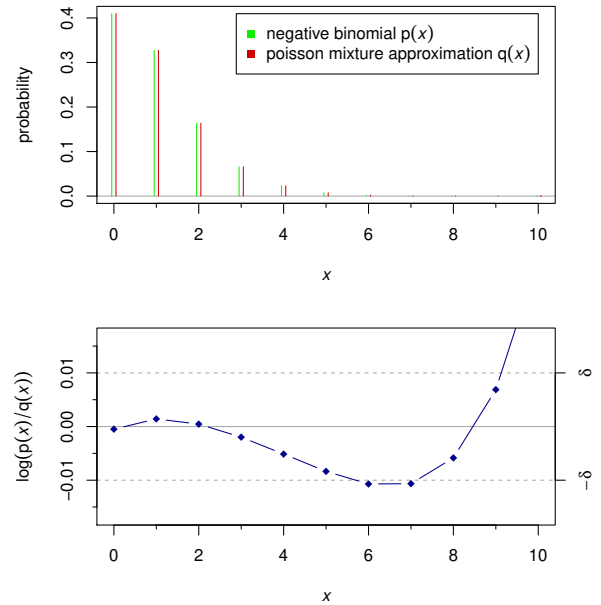 probability
0.4
0.3
0.2
0.1
0.0
negative binomial p(x)
poisson mixture approximation q(x)
0 2 4 6 8 10
x
log(p(x)/q(x))
0.01
0.00
−0.01
δ
−δ
0 2 4 6 8 10
x